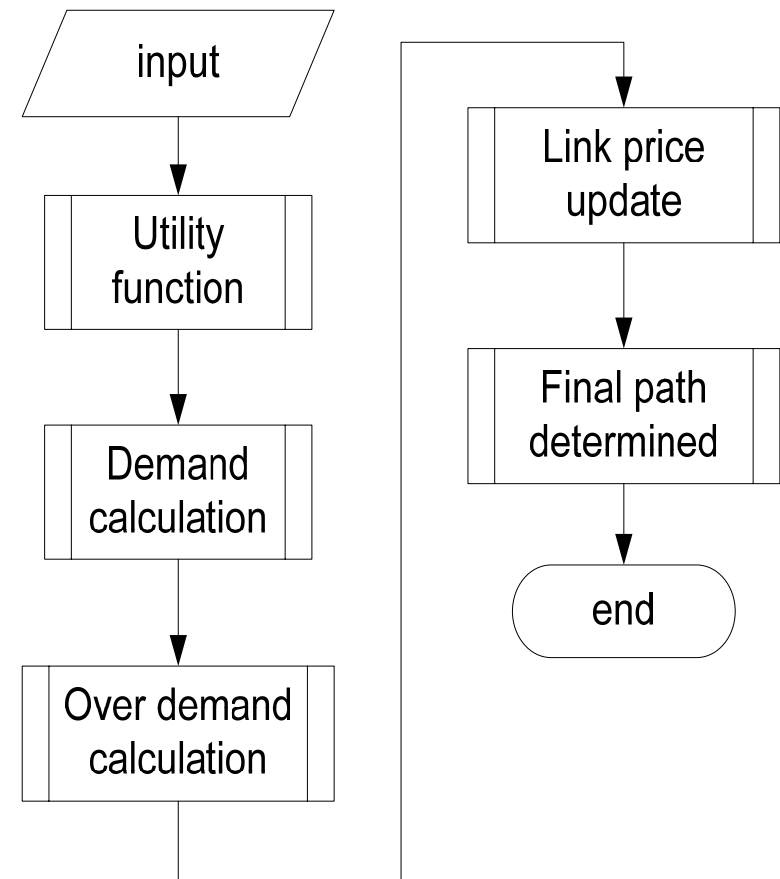 input
Utility
function
Demand
calculation
Over demand
calculation
Link price
update
Final path
determined
end